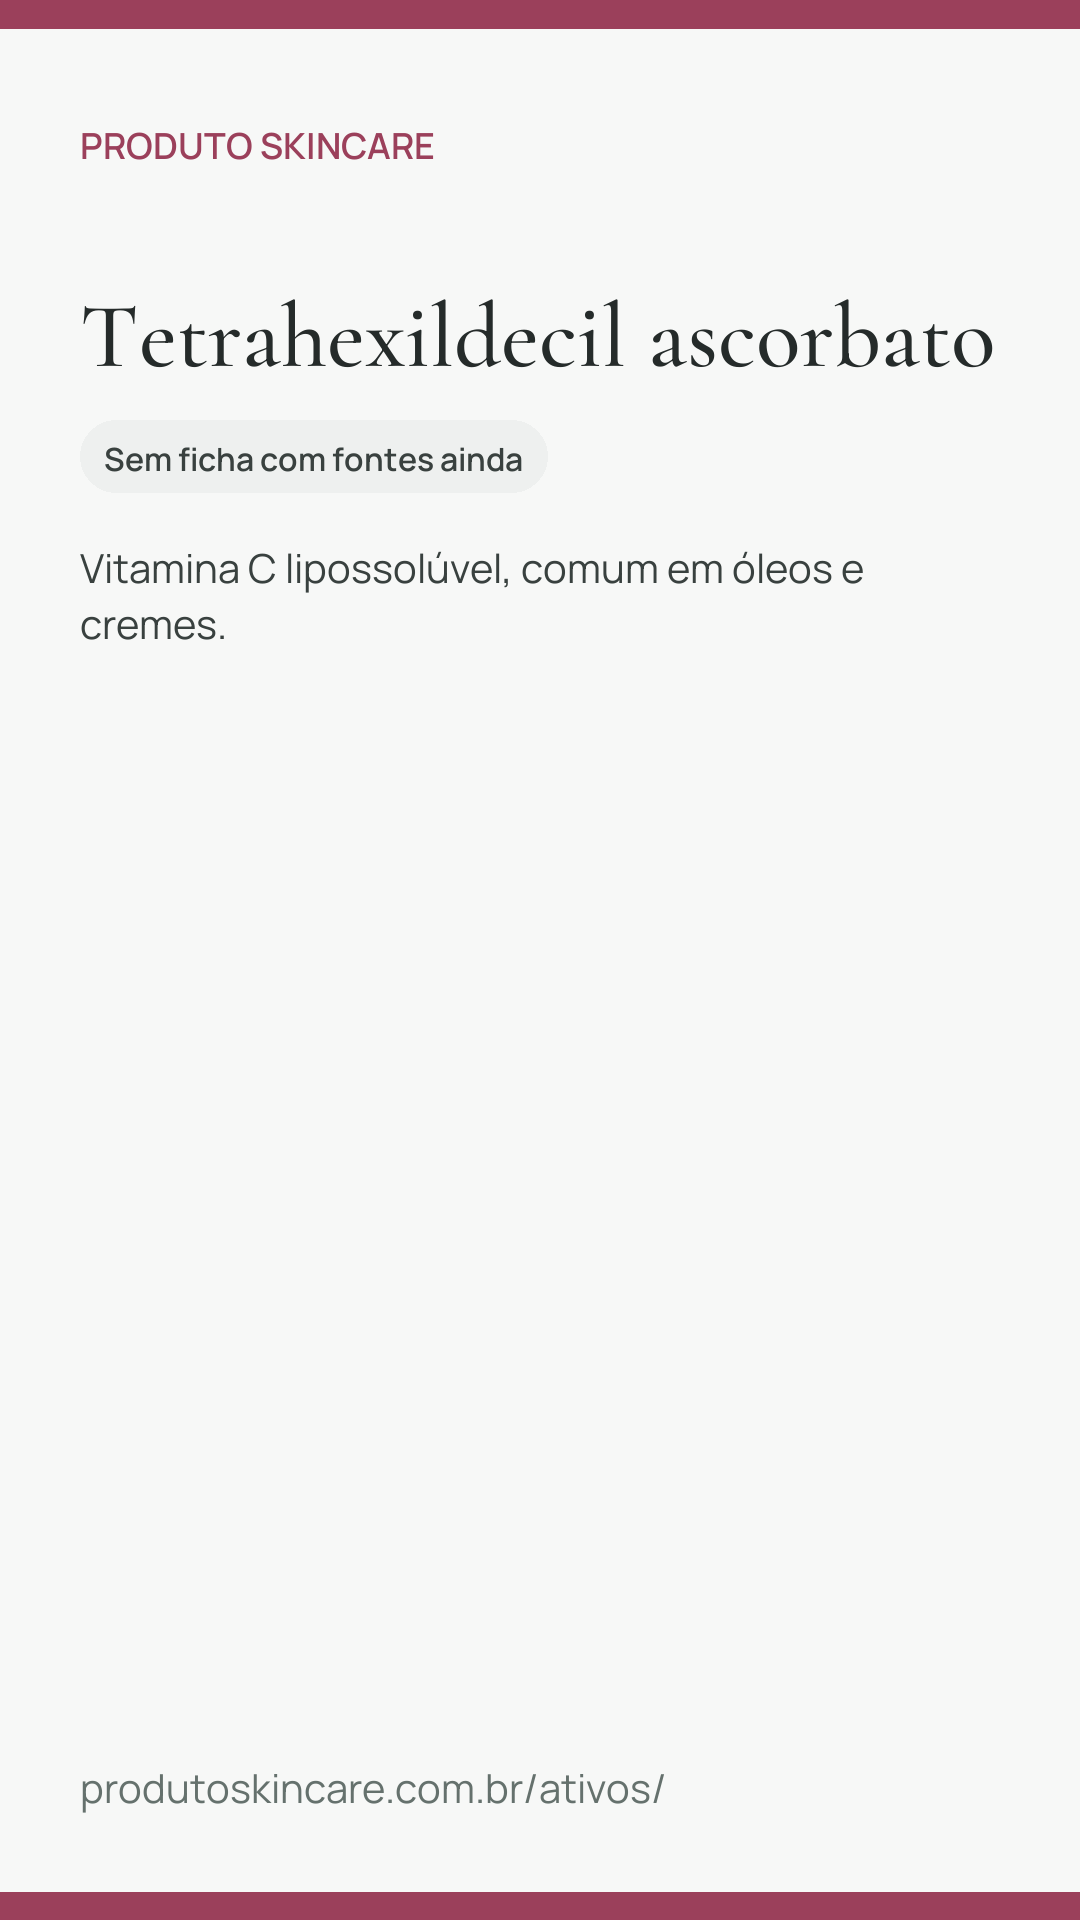 PRODUTO SKINCARE
Tetrahexildecil ascorbato
Sem ficha com fontes ainda
Vitamina C lipossolúvel, comum em óleos e
cremes.
produtoskincare.com.br/ativos/